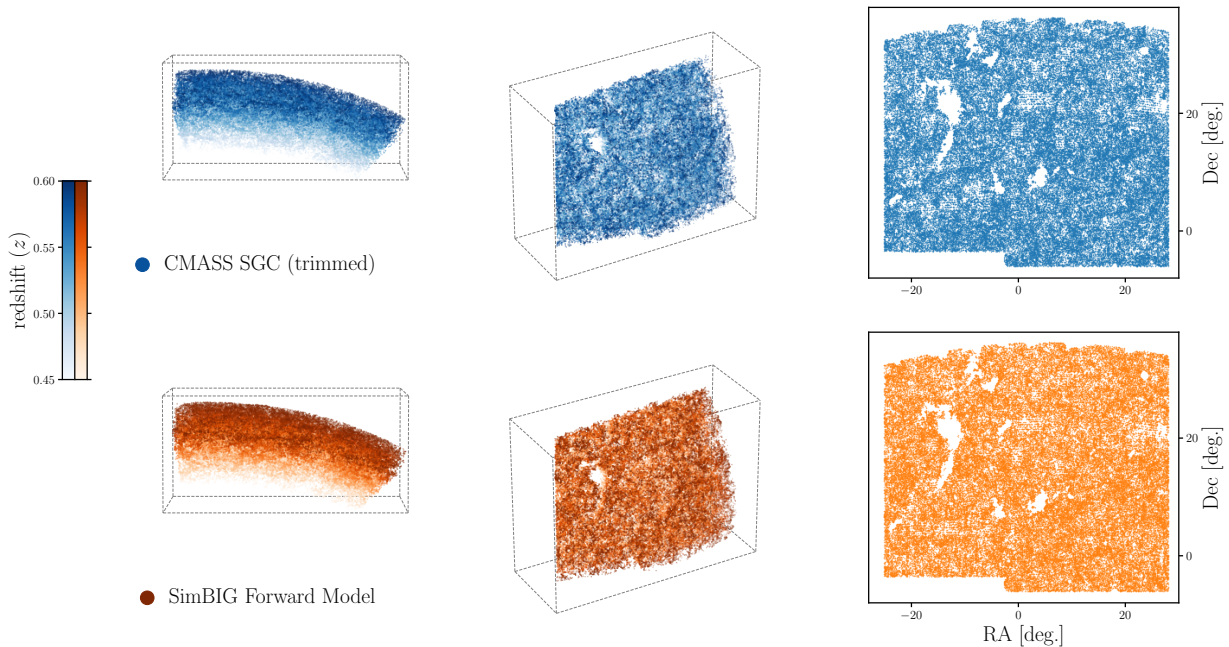 20
0
Dec [deg.]
−20
0
20
0.60
0.55
0.50
0.45
redshift (z)
CMASS SGC (trimmed)
20
0
Dec [deg.]
−20
0
20
RA [deg.]
SimBIG Forward Model